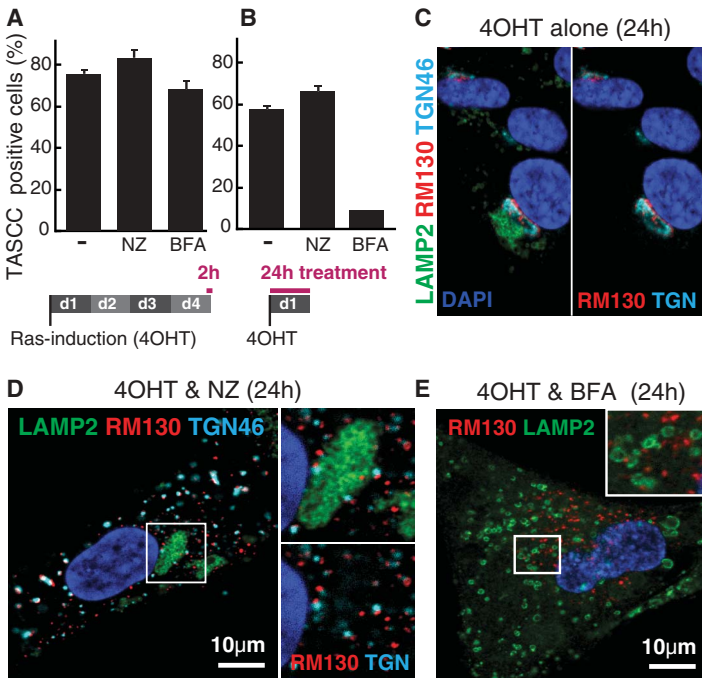 A
TASCC positive cells (%)
80
60
40
20
0
- NZ BFA
2h
d1 d2 d3 d4
Ras-induction (4OHT)
B
80
60
40
20
0
- NZ BFA
24h treatment
d1
4OHT
C
4OHT alone (24h)
LAMP2 RM130 TGN46
DAPI
RM130 TGN
D
4OHT & NZ (24h)
LAMP2 RM130 TGN46
10μm
RM130 TGN
E
4OHT & BFA (24h)
RM130 LAMP2
10μm